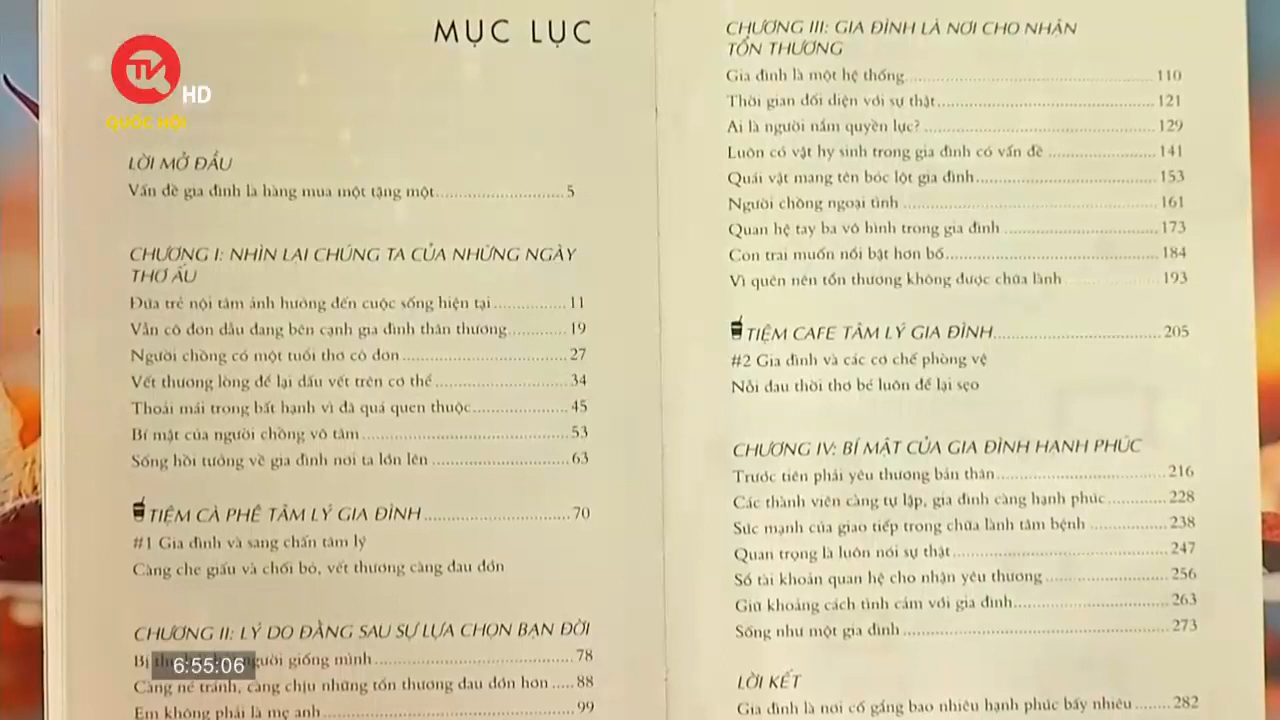 TV
HD
QUỐC HỘI
MỤC LỤC
LỜI MỞ ĐẦU
Vấn đề gia đình là hàng mua một tặng một..........................5
CHƯƠNG I: NHÌN LẠI CHÚNG TA CỦA NHỮNG NGÀY
THƠ ẤU
Đứa trẻ nội tâm ảnh hưởng đến cuộc sống hiện tại...............11
Vẫn cô đơn dẫu đang bên cạnh gia đình thân thương............19
Người chồng có một tuổi thơ cô đơn..................................27
Vết thương lòng để lại dấu vết trên cơ thể...........................34
Thoải mái trong bất hạnh vì đã quá quen thuộc...................45
Bí mật của người chồng vô tâm.........................................53
Sống hồi tưởng về gia đình nơi ta lớn lên............................63
TIỆM CÀ PHÊ TÂM LÝ GIA ĐÌNH.............................70
#1 Gia đình và sang chấn tâm lý
Càng che giấu và chối bỏ, vết thương càng đau đớn
CHƯƠNG II: LÝ DO ĐẰNG SAU SỰ LỰA CHỌN BẠN ĐỜI
Bị người giống mình........................................78
Càng né tránh, càng chịu những tổn thương đau đớn hơn.....88
Em không phải là mẹ anh..................................................99
6:55:06
CHƯƠNG III: GIA ĐÌNH LÀ NƠI CHO NHẬN
TỔN THƯƠNG
Gia đình là một hệ thống..................................................110
Thời gian đối diện với sự thật...........................................121
Ai là người nắm quyền lực?..............................................129
Luôn có vật hy sinh trong gia đình có vấn đề.....................141
Quái vật mang tên bóc lột gia đình....................................153
Người chồng ngoại tình....................................................161
Quan hệ tay ba vô hình trong gia đình...............................173
Con trai muốn nổi bật hơn bố............................................184
Vì quên nên tổn thương không được chữa lành..................193
TIỆM CAFE TÂM LÝ GIA ĐÌNH.................................205
#2 Gia đình và các cơ chế phòng vệ
Nỗi đau thời thơ bé luôn để lại sẹo
CHƯƠNG IV: BÍ MẬT CỦA GIA ĐÌNH HẠNH PHÚC
Trước tiên phải yêu thương bản thân..................................216
Các thành viên càng tự lập, gia đình càng hạnh phúc............228
Sức mạnh của giao tiếp trong chữa lành tâm bệnh...............238
Quan trọng là luôn nói sự thật...........................................247
Số tài khoản quan hệ cho nhận yêu thương........................256
Giữ khoảng cách tình cảm với gia đình..............................263
Sống như một gia đình.....................................................273
LỜI KẾT
Gia đình là nơi cố gắng bao nhiêu hạnh phúc bấy nhiêu........282